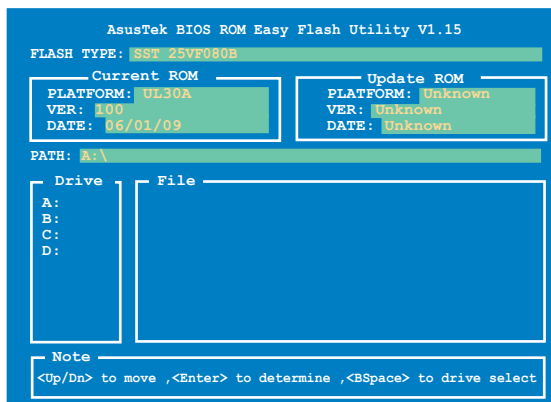 AsusTek BIOS ROM Easy Flash Utility V1.15
FLASH TYPE: SST 25VF080B
Current ROM
PLATFORM: UL30A
VER: 100
DATE: 06/01/09
Update ROM
PLATFORM: Unknown
VER: Unknown
DATE: Unknown
PATH: A:\
Drive
A:
B:
C:
D:
File
Note
<Up/Dn> to move ,<Enter> to determine ,<BSpace> to drive select